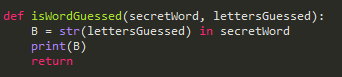 def isWordGuessed(secretWord, lettersGuessed):
    B = str(lettersGuessed) in secretWord
    print(B)
    return